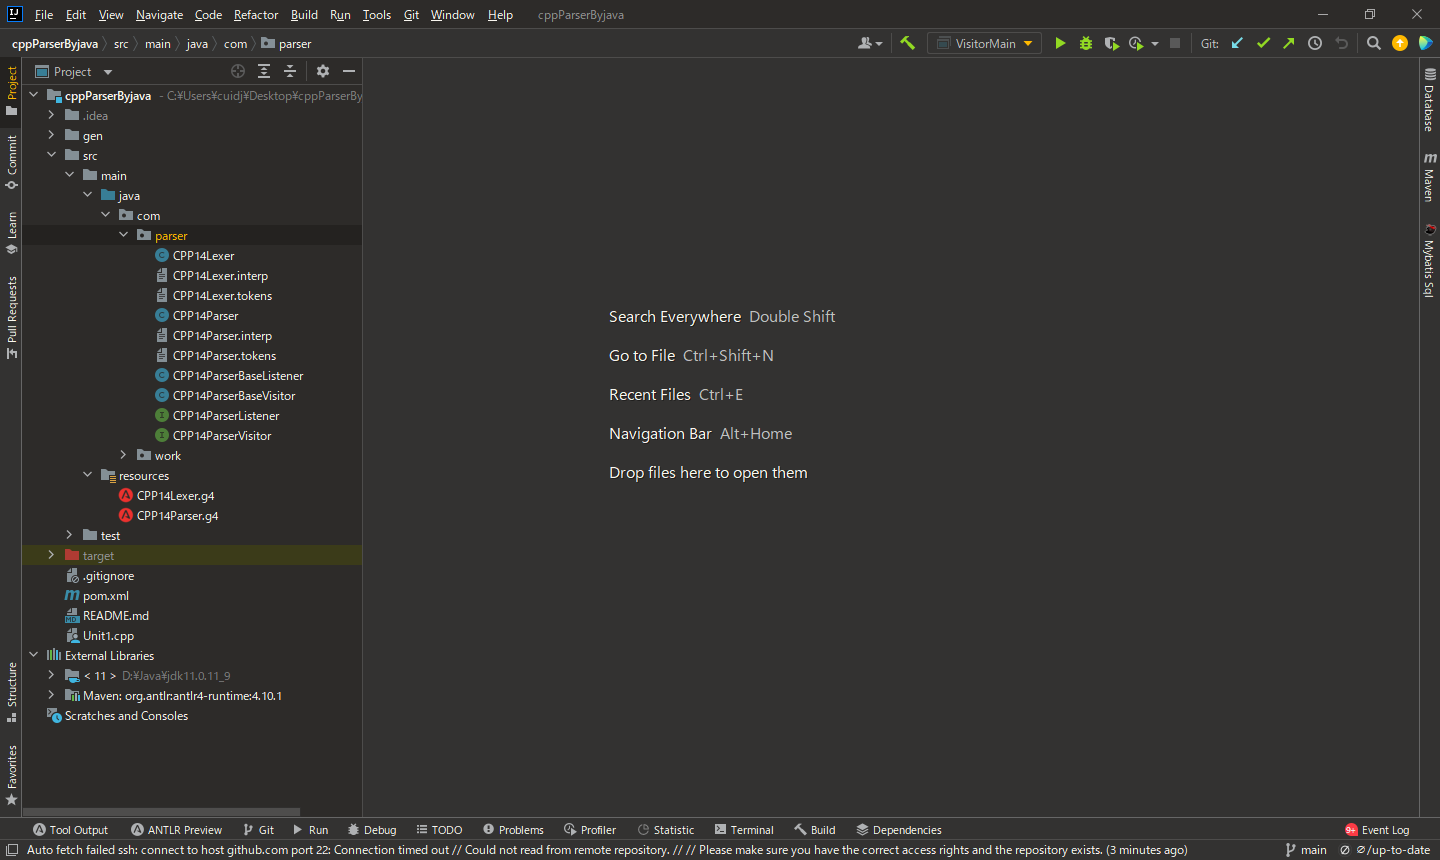 File Edit View Navigate Code Refactor Build Run Tools Git Window Help cppParserByjava
cppParserByjava src main java com parser VisitorMain Git:
Project
cppParserByjava - C:¥Users¥cuidj¥Desktop¥cppParserBy
.idea
gen
src
main
java
com
parser
CPP14Lexer
CPP14Lexer.interp
CPP14Lexer.tokens
CPP14Parser
CPP14Parser.interp
CPP14Parser.tokens
CPP14ParserBaseListener
CPP14ParserBaseVisitor
CPP14ParserListener
CPP14ParserVisitor
work
resources
CPP14Lexer.g4
CPP14Parser.g4
test
target
.gitignore
pom.xml
README.md
Unit1.cpp
External Libraries
< 11 > D:¥Java¥jdk11.0.11_9
Maven: org.antlr:antlr4-runtime:4.10.1
Scratches and Consoles
Project
Commit
Learn
Pull Requests
Structure
Favorites
Search Everywhere Double Shift
Go to File Ctrl+Shift+N
Recent Files Ctrl+E
Navigation Bar Alt+Home
Drop files here to open them
Database
Maven
Mybatis Sql
Tool Output ANTLR Preview Git Run Debug TODO Problems Profiler Statistic Terminal Build Dependencies 9+ Event Log
Auto fetch failed ssh: connect to host github.com port 22: Connection timed out // Could not read from remote repository. // // Please make sure you have the correct access rights and the repository exists. (3 minutes ago) main ⊘/up-to-date